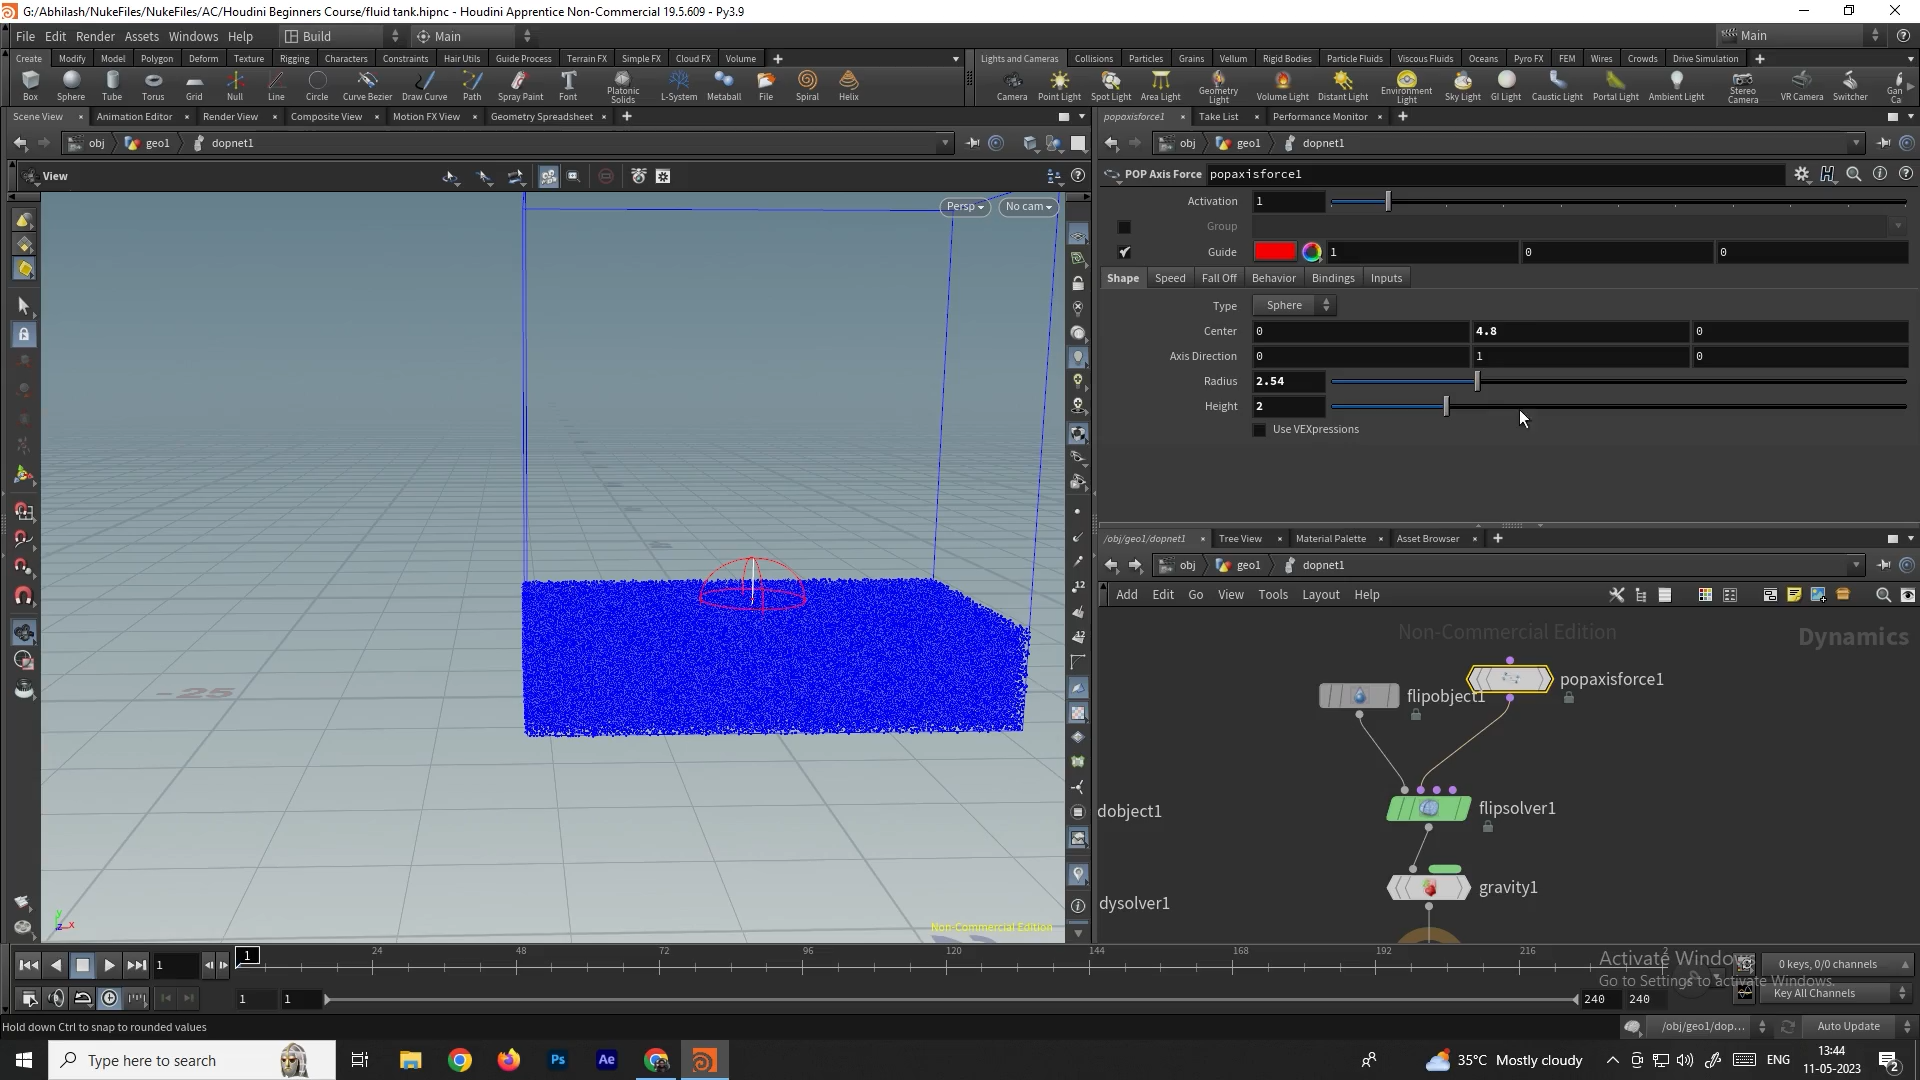 G:/Abhilash/NukeFiles/NukeFiles/AC/Houdini Beginners Course/fluid tank.hipnc - Houdini Apprentice Non-Commercial 19.5.609 - Py3.9
File Edit Render Assets Windows Help Build Main Main
Create Modify Model Polygon Deform Texture Rigging Characters Constraints Hair Utils Guide Process Terrain FX Simple FX Cloud FX Volume
Lights and Cameras Collisions Particles Grains Vellum Rigid Bodies Particle Fluids Viscous Fluids Oceans Pyro FX FEM Wires Crowds Drive Simulation
Box Sphere Tube Torus Grid Null Line Circle Curve Bezier Draw Curve Path Spray Paint Font Platonic Solids L-System Metaball File Spiral Helix
Camera Point Light Spot Light Area Light Geometry Light Volume Light Distant Light Environment Light Sky Light GI Light Caustic Light Portal Light Ambient Light Stereo Camera VR Camera Switcher
Scene View Animation Editor Render View Composite View Motion FX View Geometry Spreadsheet
popaxisforce1 Take List Performance Monitor
obj geo1 dopnet1
obj geo1 dopnet1
View
POP Axis Force popaxisforce1
Persp No cam
Activation 1
Group
Guide 1 0 0
Shape Speed Fall Off Behavior Bindings Inputs
Type Sphere
Center 0 4.8 0
Axis Direction 0 1 0
Radius 2.54
Height 2
Use VEXpressions
/obj/geo1/dopnet1 Tree View Material Palette Asset Browser
obj geo1 dopnet1
Add Edit Go View Tools Layout Help
Non-Commercial Edition
Dynamics
popaxisforce1
flipobject1
-25
flipsolver1
dobject1
gravity1
dysolver1
Non-Commercial Edition
1 1 24 48 72 96 120 144 168 192 216
Activate Windows
Go to Settings to activate Windows.
0 keys, 0/0 channels
1 1 240 240
Key All Channels
Hold down Ctrl to snap to rounded values
/obj/geo1/dop... Auto Update
Type here to search
35°C Mostly cloudy
ENG
13:44
11-05-2023
2